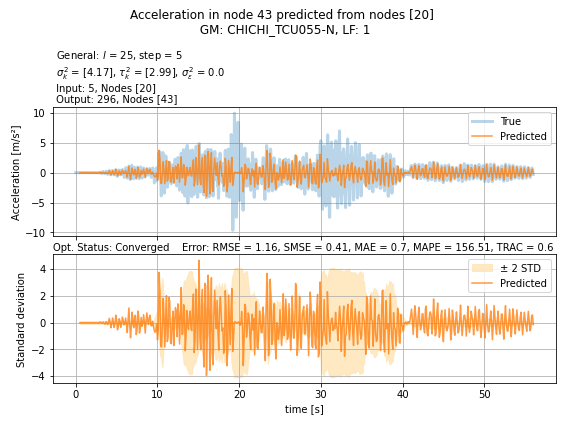 Acceleration in node 43 predicted from nodes [20]
GM: CHICHI_TCU055-N, LF: 1
General: l = 25, step = 5
σ_k^2 = [4.17], τ_k^2 = [2.99], σ_ε^2 = 0.0
Input: 5, Nodes [20]
Output: 296, Nodes [43]
10
5
0
−5
−10
Acceleration [m/s²]
True
Predicted
Opt. Status: Converged Error: RMSE = 1.16, SMSE = 0.41, MAE = 0.7, MAPE = 156.51, TRAC = 0.6
4
2
0
−2
−4
Standard deviation
± 2 STD
Predicted
0 10 20 30 40 50
time [s]